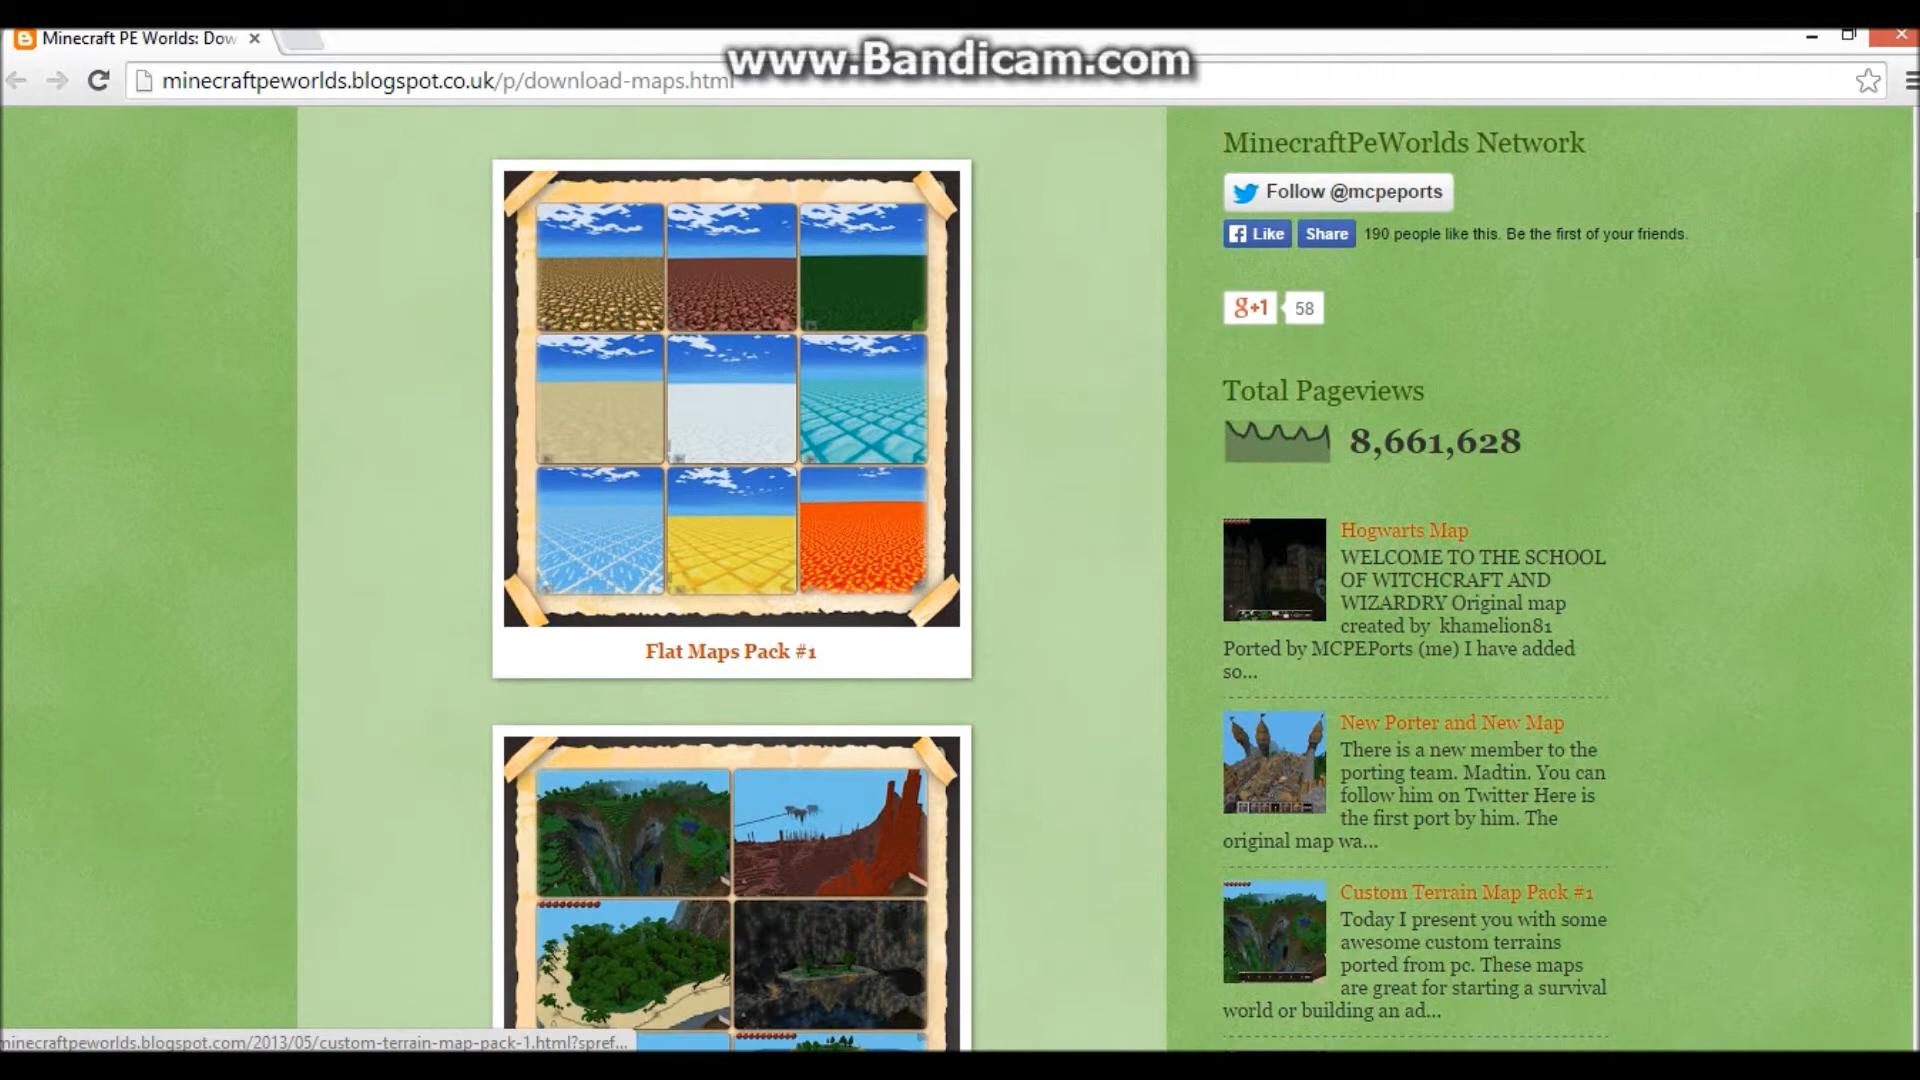 Minecraft PE Worlds: Dow
www.Bandicam.com
minecraftpeworlds.blogspot.co.uk/p/download-maps.html
MinecraftPeWorlds Network
Follow @mcpeports
Like Share 190 people like this. Be the first of your friends.
g+1 58
Total Pageviews
8,661,628
Flat Maps Pack #1
Hogwarts Map
WELCOME TO THE SCHOOL
OF WITCHCRAFT AND
WIZARDRY Original map
created by khamelion81
Ported by MCPEPorts (me) I have added
so...
New Porter and New Map
There is a new member to the
porting team. Madtin. You can
follow him on Twitter Here is
the first port by him. The
original map wa...
Custom Terrain Map Pack #1
Today I present you with some
awesome custom terrains
ported from pc. These maps
are great for starting a survival
world or building an ad...
minecraftpeworlds.blogspot.com/2013/05/custom-terrain-map-pack-1.html?spref...